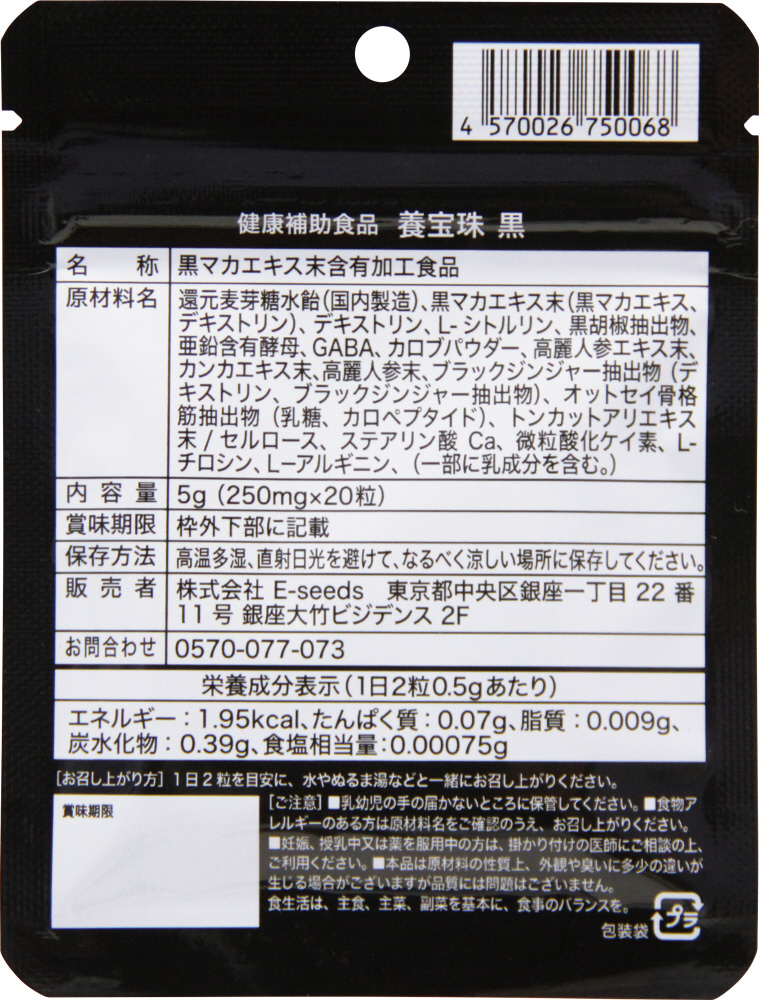 4 570026 750068
健康補助食品 養宝珠 黒
名 称 黒マカエキス末含有加工食品
原材料名 還元麦芽糖水飴(国内製造)、黒マカエキス末(黒マカエキス、
デキストリン)、デキストリン、L-シトルリン、黒胡椒抽出物、
亜鉛含有酵母、GABA、カロブパウダー、高麗人参エキス末、
カンカエキス末、高麗人参末、ブラックジンジャー抽出物(デ
キストリン、ブラックジンジャー抽出物)、オットセイ骨格
筋抽出物(乳糖、カロペプタイド)、トンカットアリエキス
末/セルロース、ステアリン酸 Ca、微粒酸化ケイ素、L-
チロシン、L-アルギニン、(一部に乳成分を含む。)
内容量 5g(250mg×20粒)
賞味期限 枠外下部に記載
保存方法 高温多湿、直射日光を避けて、なるべく涼しい場所に保存してください。
販売者 株式会社 E-seeds 東京都中央区銀座一丁目 22 番
11 号 銀座大竹ビジデンス 2F
お問合わせ 0570-077-073
栄養成分表示(1日2粒0.5gあたり)
エネルギー:1.95kcal、たんぱく質:0.07g、脂質:0.009g、
炭水化物:0.39g、食塩相当量:0.00075g
[お召し上がり方] 1日2粒を目安に、水やぬるま湯などと一緒にお召し上がりください。
賞味期限
[ご注意] ■乳幼児の手の届かないところに保管してください。■食物ア
レルギーのある方は原材料名をご確認のうえ、お召し上がりください。
■妊娠、授乳中又は薬を服用中の方は、掛かり付けの医師にご相談の上、
ご利用ください。■本品は原材料の性質上、外観や臭いに多少の違いが
生じる場合がございますが品質には問題はございません。
食生活は、主食、主菜、副菜を基本に、食事のバランスを。
包装袋 プラ